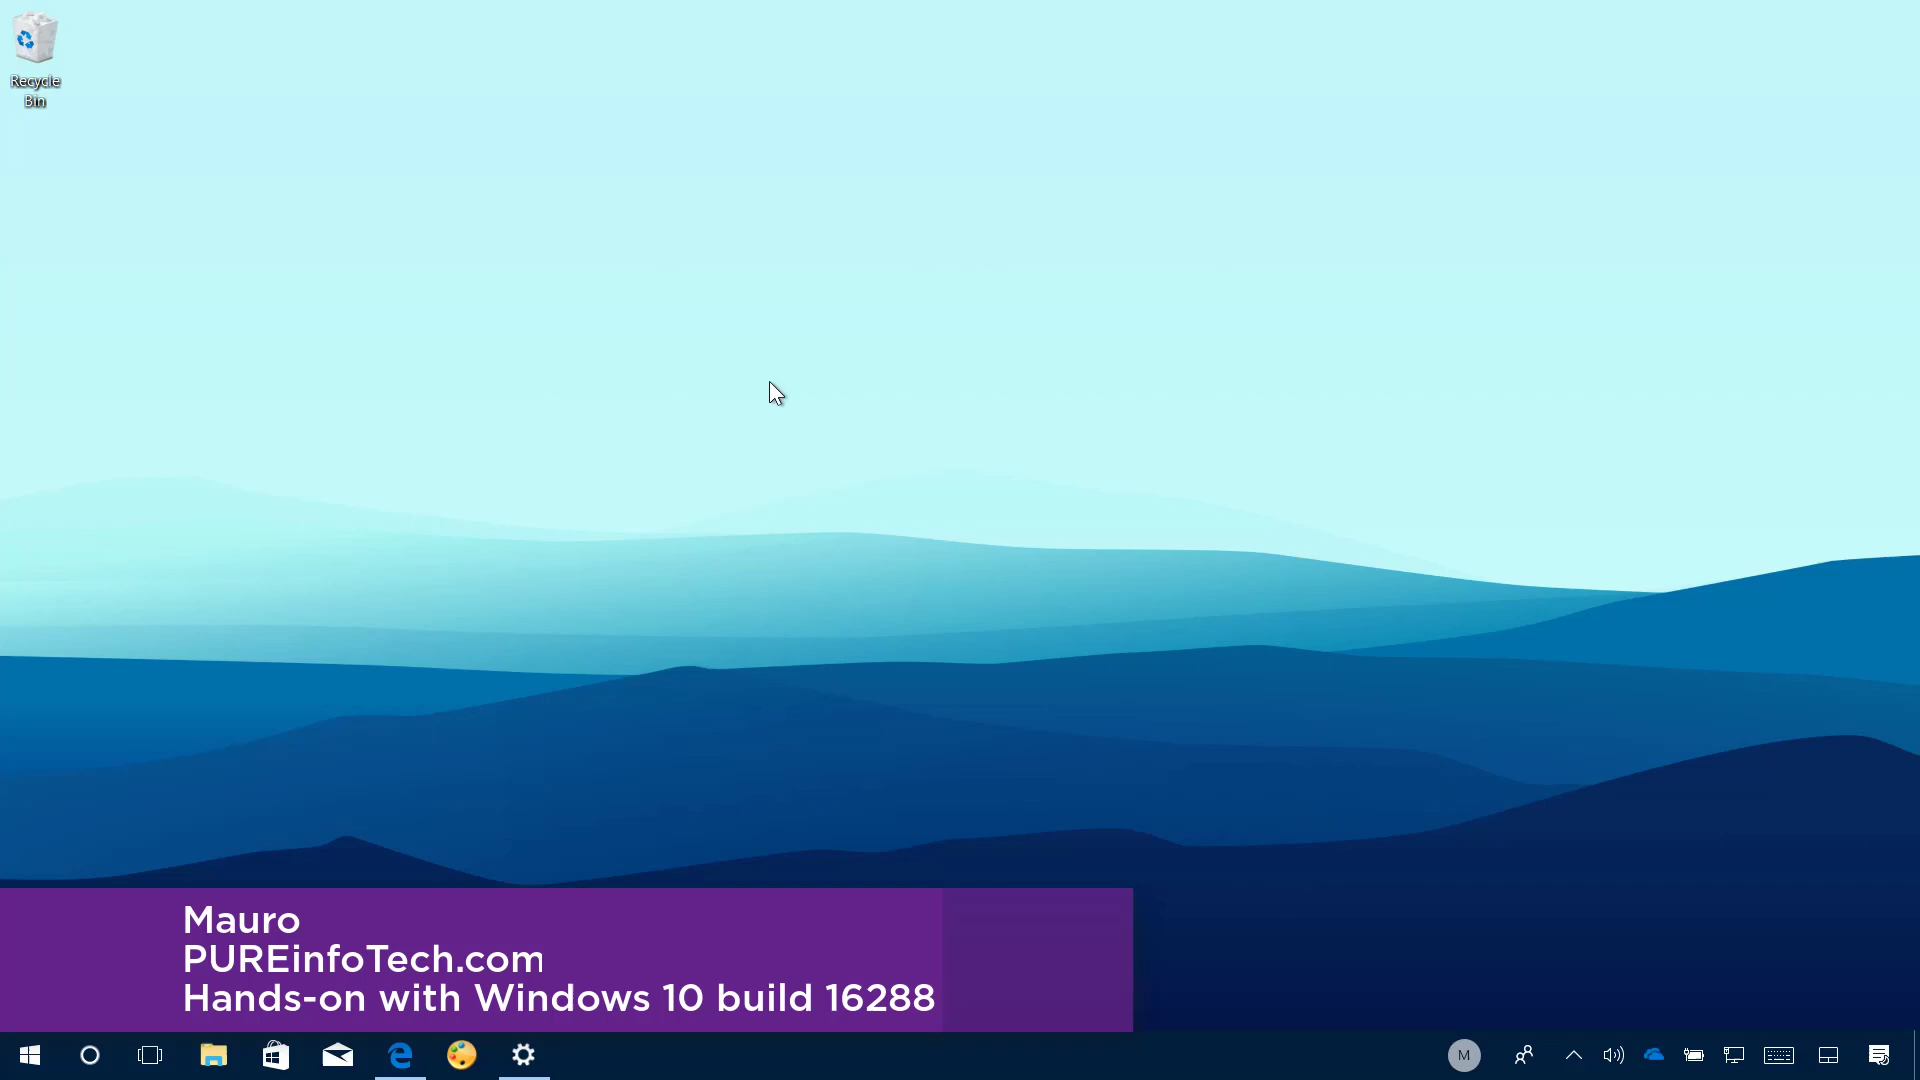 Recycle
Bin
Mauro
PUREinfoTech.com
Hands-on with Windows 10 build 16288
M